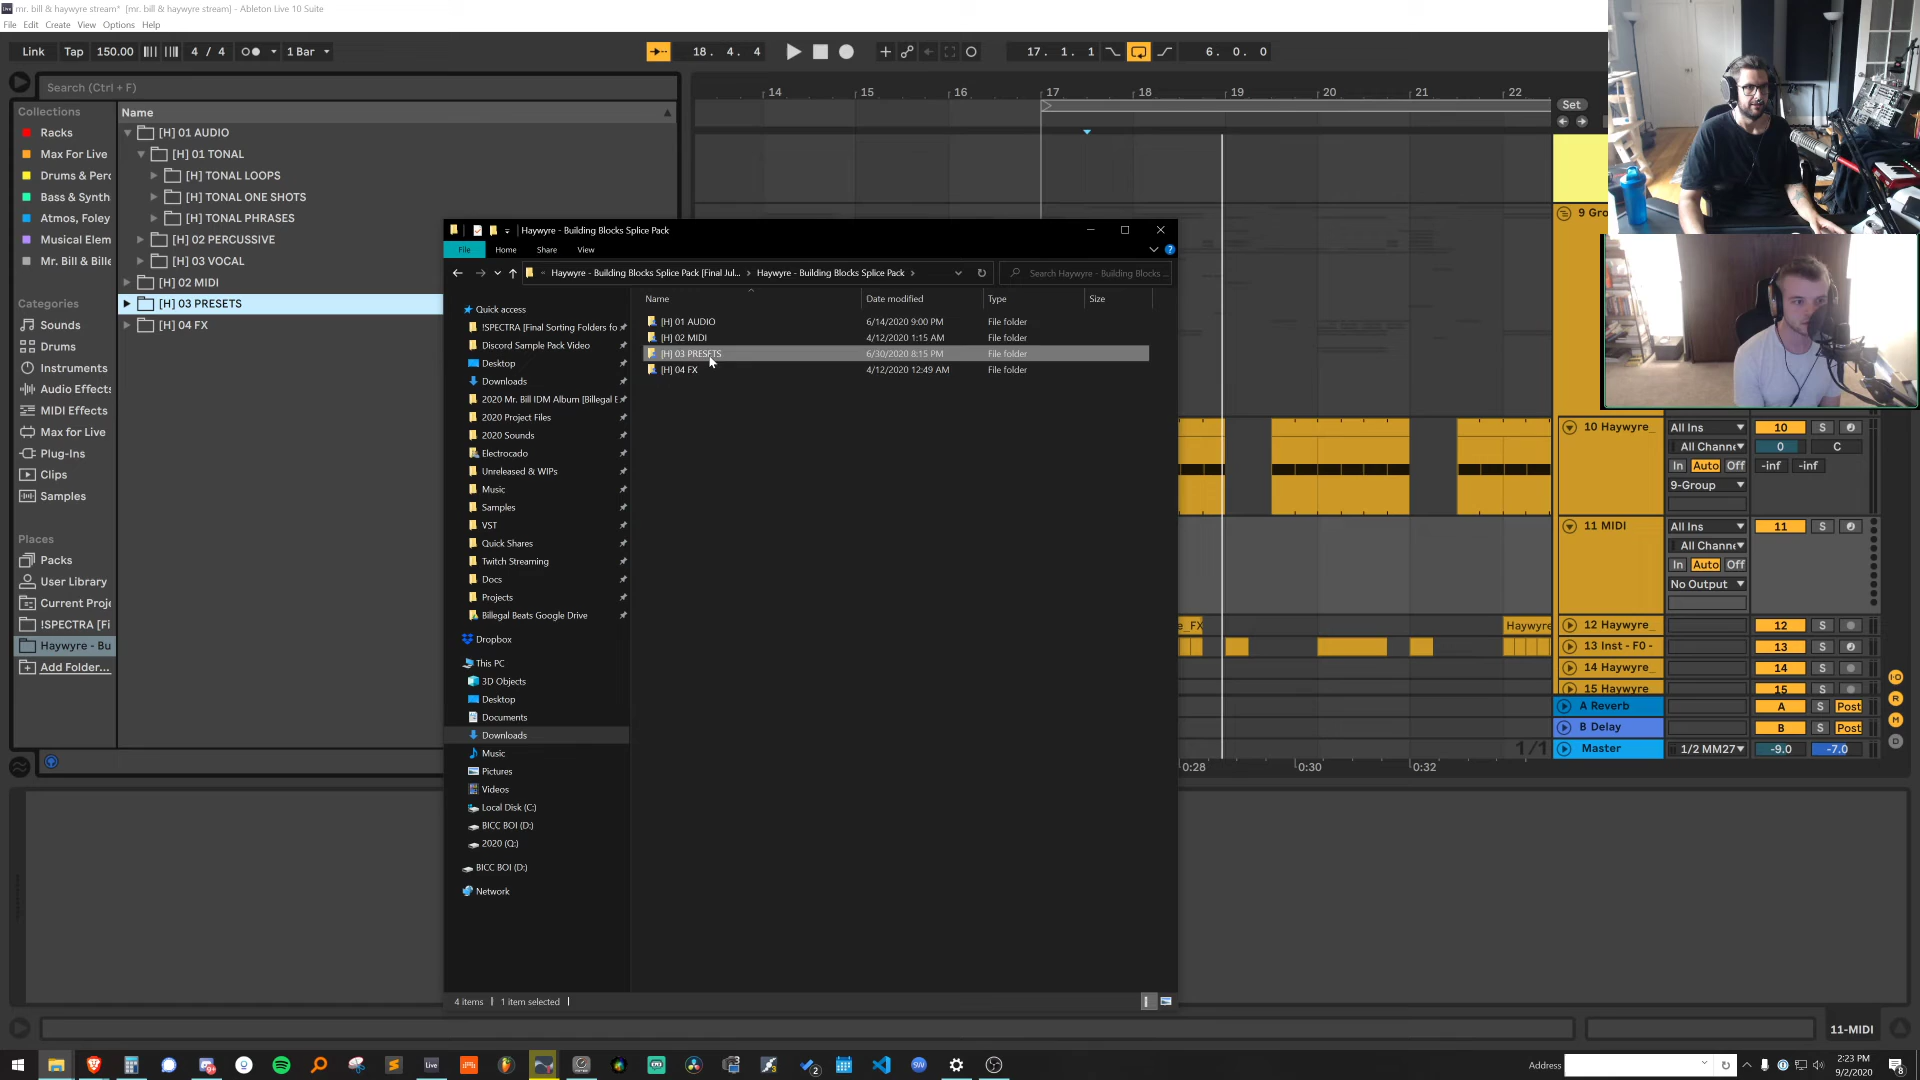 mr. bill & haywyre stream* [mr. bill & haywyre stream] - Ableton Live 10 Suite
File Edit Create View Options Help
Link Tap 150.00 4 / 4 1 Bar 18. 4. 4 17. 1. 1 6. 0. 0
Search (Ctrl + F)
Collections
Racks
Max For Live
Drums & Perc
Bass & Synth
Atmos, Foley
Musical Elem
Mr. Bill & Bille
Categories
Sounds
Drums
Instruments
Audio Effects
MIDI Effects
Max for Live
Plug-Ins
Clips
Samples
Places
Packs
User Library
Current Proje
!SPECTRA [Fi
Haywyre - Bu
Add Folder...
Name
[H] 01 AUDIO
[H] 01 TONAL
[H] TONAL LOOPS
[H] TONAL ONE SHOTS
[H] TONAL PHRASES
[H] 02 PERCUSSIVE
[H] 03 VOCAL
[H] 02 MIDI
[H] 03 PRESETS
[H] 04 FX
14 15 16 17 18 19 20 21 22
Set
Haywyre - Building Blocks Splice Pack
File Home Share View
« Haywyre - Building Blocks Splice Pack [Final Jul... Haywyre - Building Blocks Splice Pack
Search Haywyre - Building Blocks ...
Quick access
!SPECTRA [Final Sorting Folders fo
Discord Sample Pack Video
Desktop
Downloads
2020 Mr. Bill IDM Album [Billegal E
2020 Project Files
2020 Sounds
Electrocado
Unreleased & WIPs
Music
Samples
VST
Quick Shares
Twitch Streaming
Docs
Projects
Billegal Beats Google Drive
Dropbox
This PC
3D Objects
Desktop
Documents
Downloads
Music
Pictures
Videos
Local Disk (C:)
BICC BOI (D:)
2020 (Q:)
BICC BOI (D:)
Network
Name Date modified Type Size
[H] 01 AUDIO 6/14/2020 9:00 PM File folder
[H] 02 MIDI 4/12/2020 1:15 AM File folder
[H] 03 PRESETS 6/30/2020 8:15 PM File folder
[H] 04 FX 4/12/2020 12:49 AM File folder
4 items 1 item selected
9 Gro
10 Haywyre_ All Ins 10 S
All Channe 0 C
In Auto Off -inf -inf
9-Group
11 MIDI All Ins 11 S
All Channe
In Auto Off
No Output
e_FX Haywyre 12 Haywyre_ 12 S
13 Inst - F0 - 13 S
14 Haywyre_ 14 S
15 Haywyre 15 S
A Reverb A S Post
B Delay B S Post
1/1 Master 1/2 MM27 -9.0 -7.0
I·O
R
M
D
0:28 0:30 0:32
11-MIDI
Live
2
Address
2:23 PM
9/2/2020
8